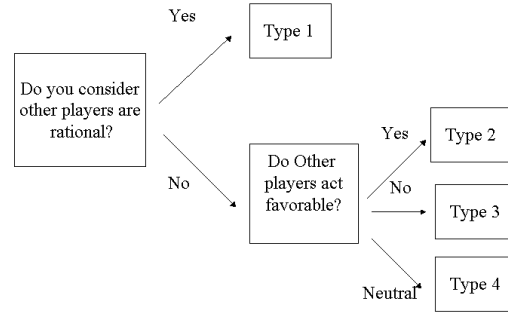 Yes
Type 1
Do you consider
other players are
rational?
No
Do Other
players act
favorable?
Yes
Type 2
No
Type 3
Neutral
Type 4